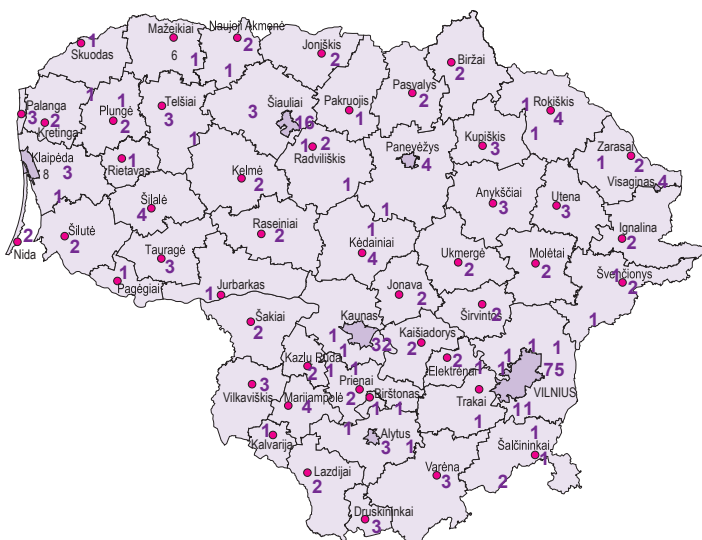 Mažeikiai
6
1
Naujoji Akmenė
2
1
1
Skuodas
Joniškis
2
Biržai
2
Pasvalys
2
Palanga
3
2
Kretinga
1
1
Plungė
2
Telšiai
3
1
Šiauliai
3
16
Pakruojis
1
Rokiškis
1
4
1
Klaipėda
8
3
1
1
Rietavas
Kelmė
2
1
2
Radviliškis
1
Panevėžys
4
Kupiškis
3
Zarasai
1
2
Visaginas
4
Šilalė
4
Anykščiai
3
Utena
3
Ignalina
2
2
Nida
Šilutė
2
Tauragė
3
Raseiniai
2
1
1
Kėdainiai
4
Ukmergė
2
Molėtai
2
Švenčionys
1
2
1
1
Pagėgiai
Jurbarkas
1
Jonava
2
Širvintos
2
Šakiai
2
Kaunas
1
32
1
Kaišiadorys
2
2
Elektrėnai
1
1
1
1
75
VILNIUS
11
Kazlų Rūda
2
1
1
Vilkaviškis
3
Marijampolė
4
Prienai
2
Birštonas
1
1
Trakai
1
1
Kalvarija
1
Alytus
3
1
Šalčininkai
1
1
2
Lazdijai
2
Varėna
3
Druskininkai
3